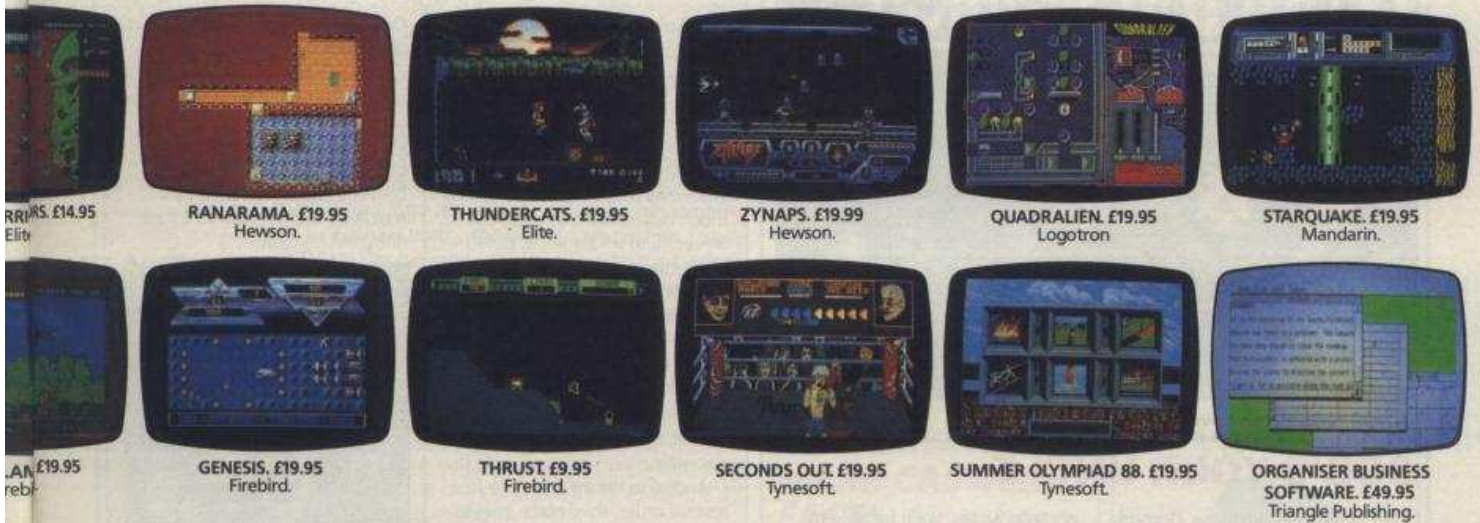 RS. £14.95
Elite
RANARAMA. £19.95
Hewson.
THUNDERCATS. £19.95
Elite.
ZYNAPS. £19.99
Hewson.
QUADRALIEN. £19.95
Logotron
STARQUAKE. £19.95
Mandarin.
£19.95
GENESIS. £19.95
Firebird.
THRUST. £9.95
Firebird.
SECONDS OUT. £19.95
Tynesoft.
SUMMER OLYMPIAD 88. £19.95
Tynesoft.
ORGANISER BUSINESS
SOFTWARE. £49.95
Triangle Publishing.